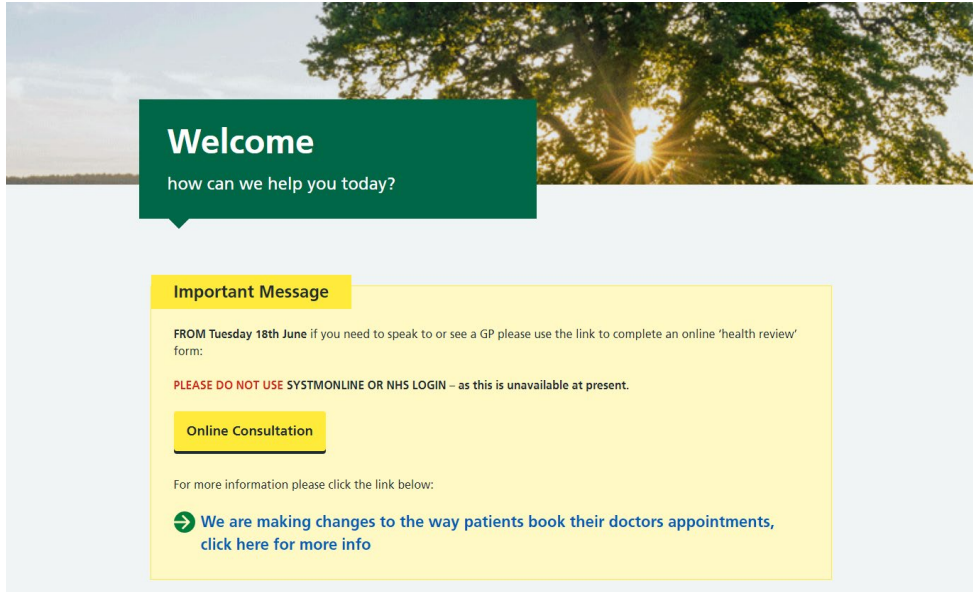 Welcome
how can we help you today?
Important Message
FROM Tuesday 18th June if you need to speak to or see a GP please use the link to complete an online ‘health review’
form:
PLEASE DO NOT USE SYSTMONLINE OR NHS LOGIN – as this is unavailable at present.
Online Consultation
For more information please click the link below:
We are making changes to the way patients book their doctors appointments,
click here for more info